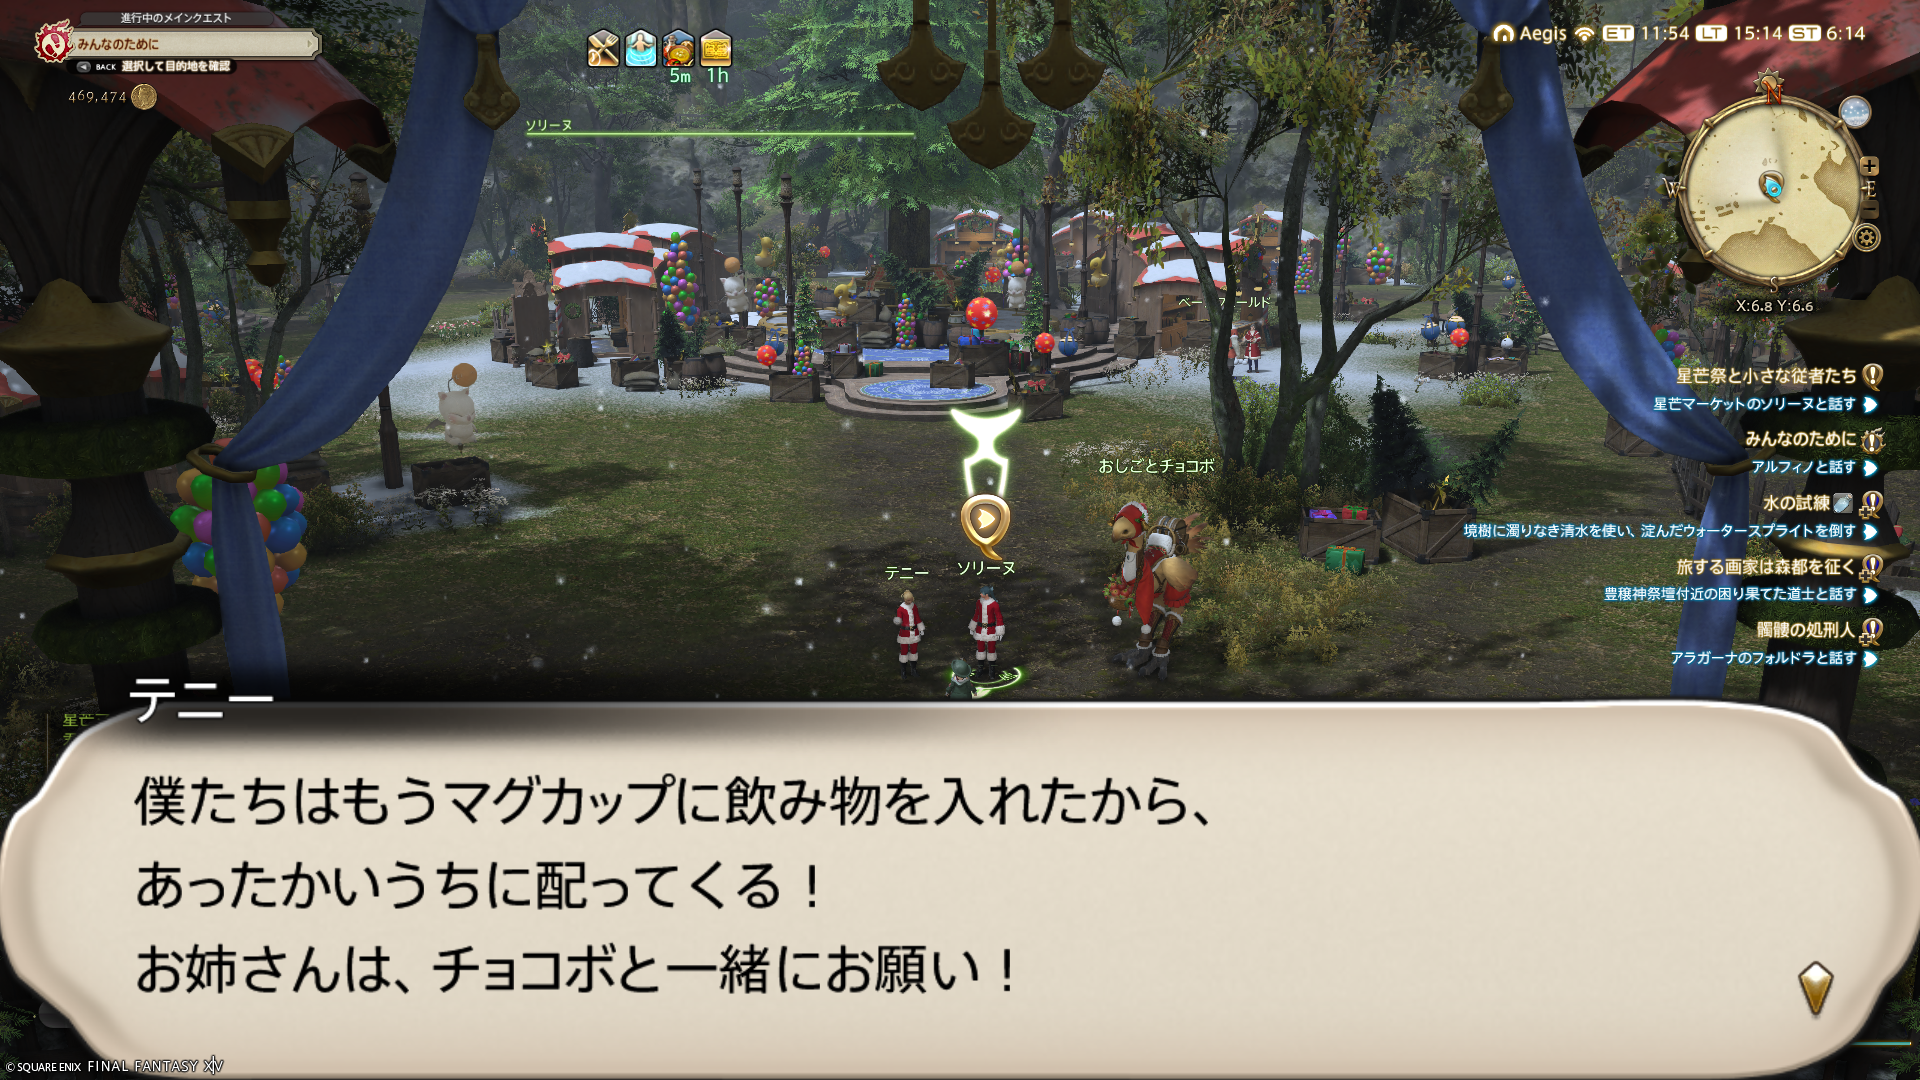 進行中のメインクエスト
みんなのために
BACK 選択して目的地を確認
469,474
5m 1h
ソリーヌ
Aegis ET 11:54 LT 15:14 ST 6:14
N
W
E
S
X:6.8 Y:6.6
星芒祭と小さな従者たち
星芒マーケットのソリーヌと話す
みんなのために
アルフィノと話す
水の試練
境樹に濁りなき清水を使い、淀んだウォータースプライトを倒す
旅する画家は森都を征く
豊穣神祭壇付近の困り果てた道士と話す
髑髏の処刑人
アラガーナのフォルドラと話す
おしごとチョコボ
テニー
ソリーヌ
テニー
僕たちはもうマグカップに飲み物を入れたから、
あったかいうちに配ってくる！
お姉さんは、チョコボと一緒にお願い！
© SQUARE ENIX FINAL FANTASY XIV